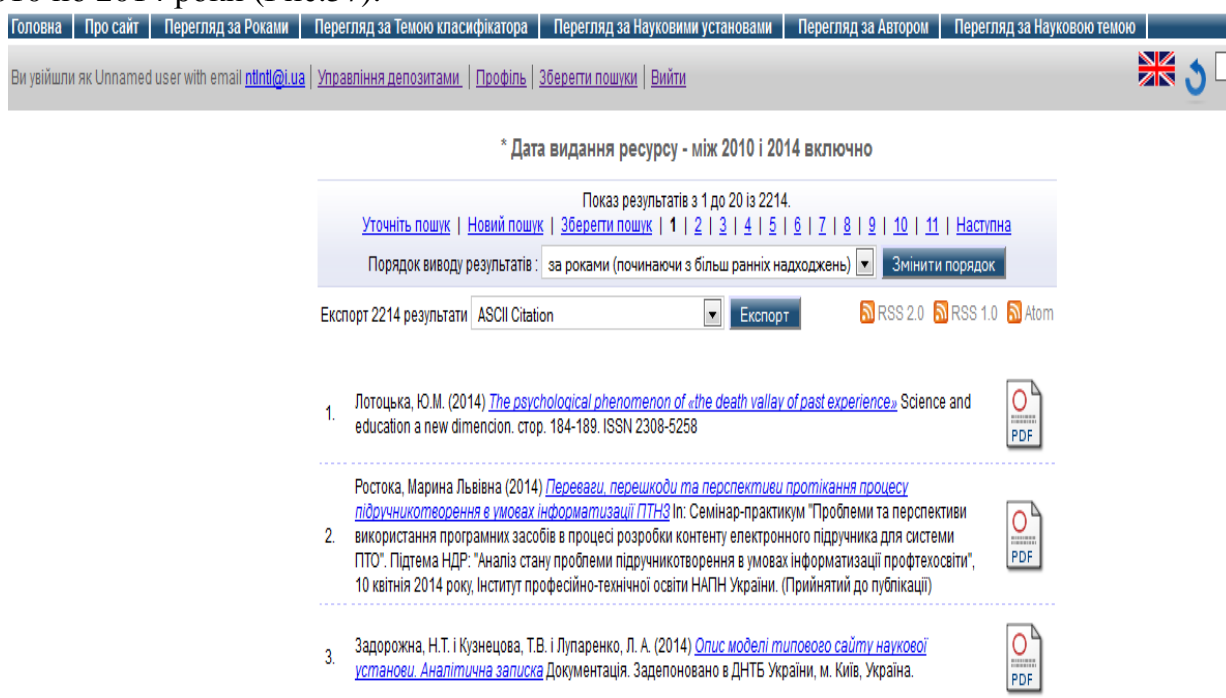 2010 по 2014 роки (Рис.37).
Головна Про сайт Перегляд за Роками Перегляд за Темою класифікатора Перегляд за Науковими установами Перегляд за Автором Перегляд за Науковою темою
Ви увійшли як Unnamed user with email ntlntl@i.ua | Управління депозитами | Профіль | Зберегти пошуки | Вийти
* Дата видання ресурсу - між 2010 і 2014 включно
Показ результатів з 1 до 20 із 2214.
Уточніть пошук | Новий пошук | Зберегти пошук | 1 | 2 | 3 | 4 | 5 | 6 | 7 | 8 | 9 | 10 | 11 | Наступна
Порядок виводу результатів : за роками (починаючи з більш ранніх надходжень) Змінити порядок
Експорт 2214 результати ASCII Citation Експорт RSS 2.0 RSS 1.0 Atom
1. Лотоцька, Ю.М. (2014) The psychological phenomenon of «the death vallay of past experience» Science and
education a new dimencion. стор. 184-189. ISSN 2308-5258
PDF
Ростока, Марина Львівна (2014) Переваги, перешкоди та перспективи протікання процесу
підручникотворення в умовах інформатизації ПТНЗ In: Семінар-практикум "Проблеми та перспективи
2. використання програмних засобів в процесі розробки контенту електронного підручника для системи
ПТО". Підтема НДР: "Аналіз стану проблеми підручникотворення в умовах інформатизації профтехосвіти",
10 квітня 2014 року, Інститут професійно-технічної освіти НАПН України. (Прийнятий до публікації)
PDF
3. Задорожна, Н.Т. і Кузнецова, Т.В. і Лупаренко, Л. А. (2014) Опис моделі типового сайту наукової
установи. Аналітична записка Документація. Задепоновано в ДНТБ України, м. Київ, Україна.
PDF